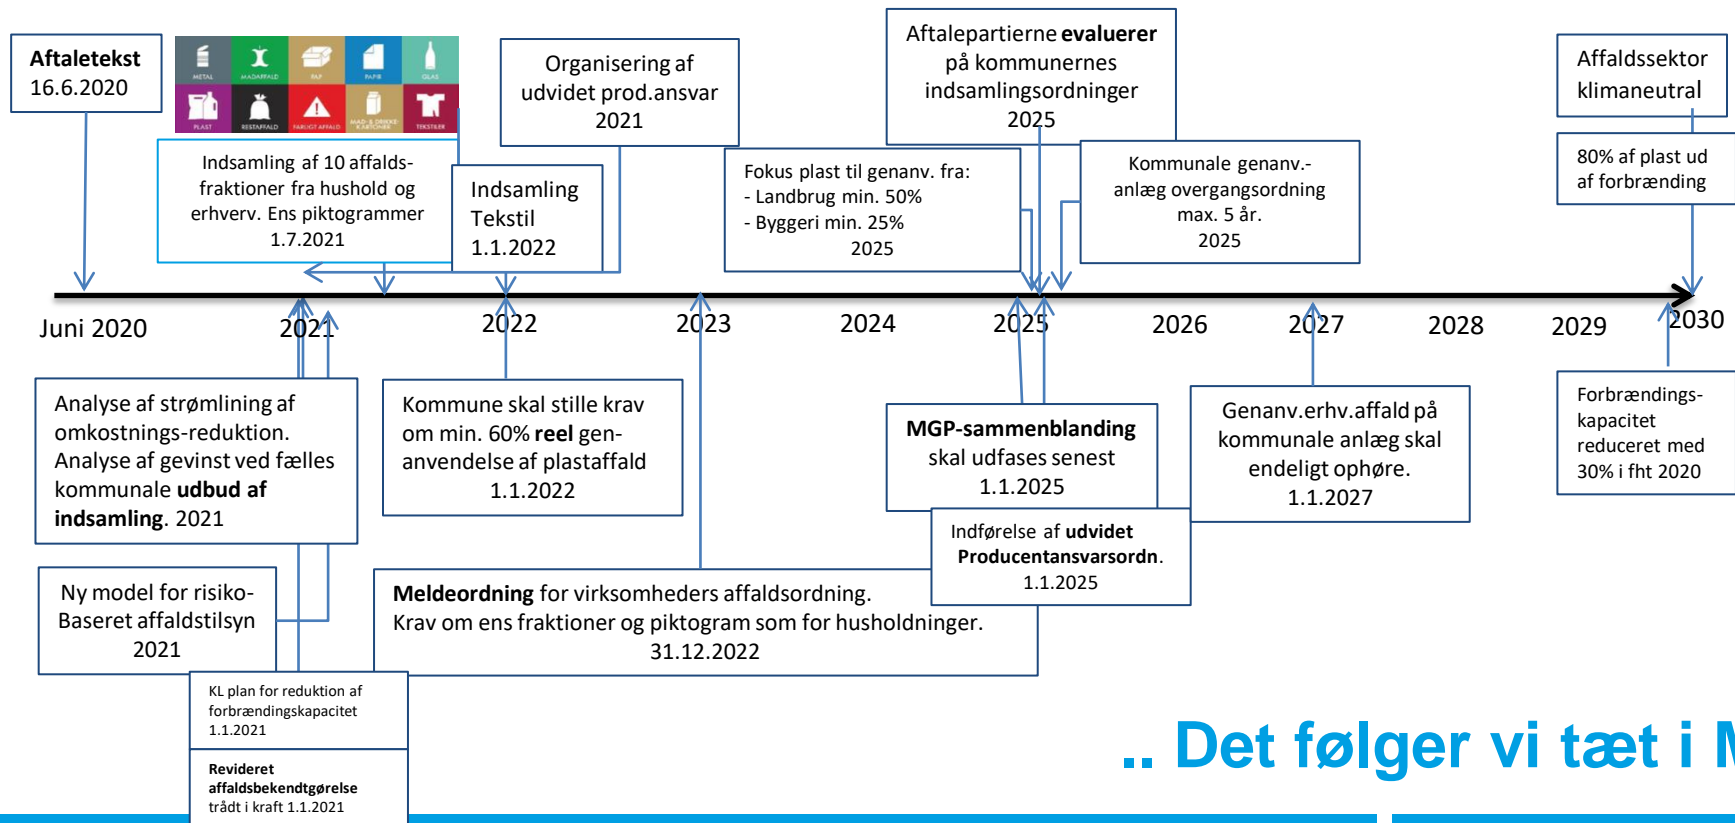 Aftaletekst
16.6.2020
METAL
MADAFFALD
PAP
PAPIR
GLAS
PLAST
RESTAFFALD
FARLIGT AFFALD
MAD- & DRIKKE-
KARTONER
TEKSTILER
Indsamling af 10 affalds-
fraktioner fra hushold og
erhverv. Ens piktogrammer
1.7.2021
Indsamling
Tekstil
1.1.2022
Organisering af
udvidet prod.ansvar
2021
Fokus plast til genanv. fra:
- Landbrug min. 50%
- Byggeri min. 25%
2025
Aftalepartierne evaluerer
på kommunernes
indsamlingsordninger
2025
Kommunale genanv.-
anlæg overgangsordning
max. 5 år.
2025
Affaldssektor
klimaneutral
80% af plast ud
af forbrænding
Juni 2020
2021
2022
2023
2024
2025
2026
2027
2028
2029
2030
Analyse af strømlining af
omkostnings-reduktion.
Analyse af gevinst ved fælles
kommunale udbud af
indsamling. 2021
Ny model for risiko-
Baseret affaldstilsyn
2021
KL plan for reduktion af
forbrændingskapacitet
1.1.2021
Revideret
affaldsbekendtgørelse
trådt i kraft 1.1.2021
Kommune skal stille krav
om min. 60% reel gen-
anvendelse af plastaffald
1.1.2022
Meldeordning for virksomheders affaldsordning.
Krav om ens fraktioner og piktogram som for husholdninger.
31.12.2022
MGP-sammenblanding
skal udfases senest
1.1.2025
Indførelse af udvidet
Producentansvarsordn.
1.1.2025
Genanv.erhv.affald på
kommunale anlæg skal
endeligt ophøre.
1.1.2027
Forbrændings-
kapacitet
reduceret med
30% i fht 2020
.. Det følger vi tæt i M